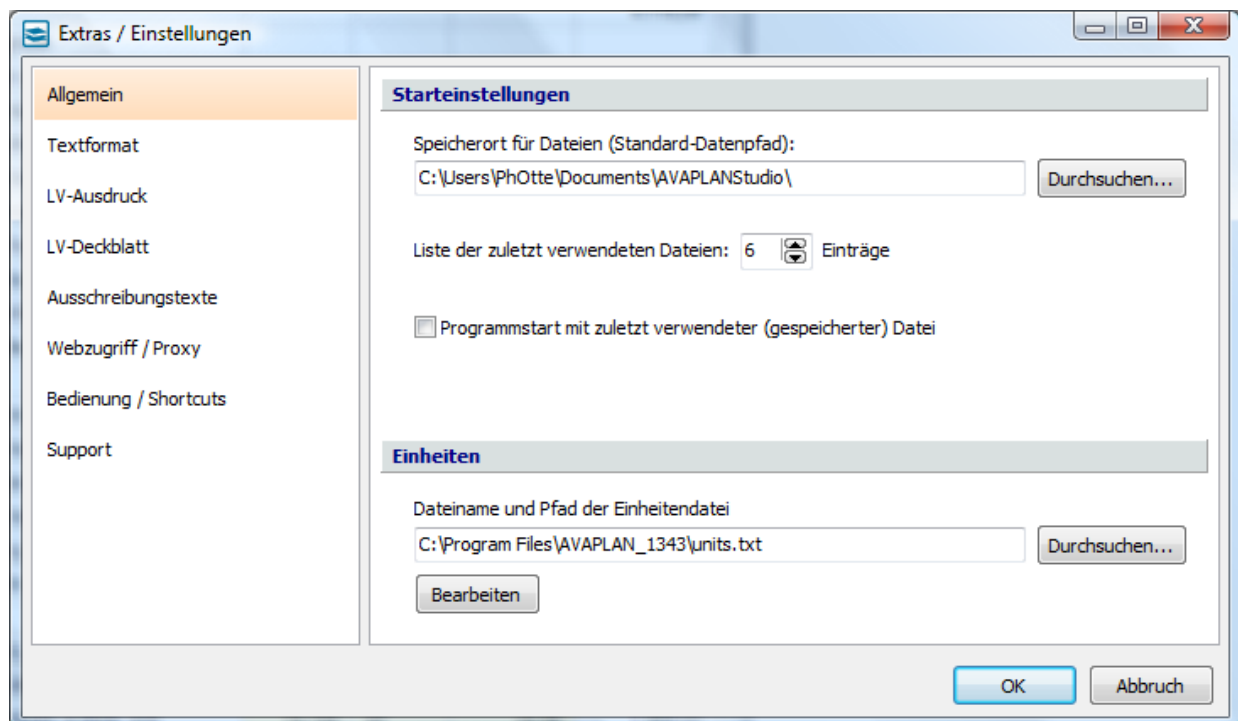 Extras / Einstellungen
Allgemein
Textformat
LV-Ausdruck
LV-Deckblatt
Ausschreibungstexte
Webzugriff / Proxy
Bedienung / Shortcuts
Support
Starteinstellungen
Speicherort für Dateien (Standard-Datenpfad):
C:\Users\PhOtte\Documents\AVAPLANStudio\
Durchsuchen...
Liste der zuletzt verwendeten Dateien: 6 Einträge
Programmstart mit zuletzt verwendeter (gespeicherter) Datei
Einheiten
Dateiname und Pfad der Einheitendatei
C:\Program Files\AVAPLAN_1343\units.txt
Durchsuchen...
Bearbeiten
OK
Abbruch